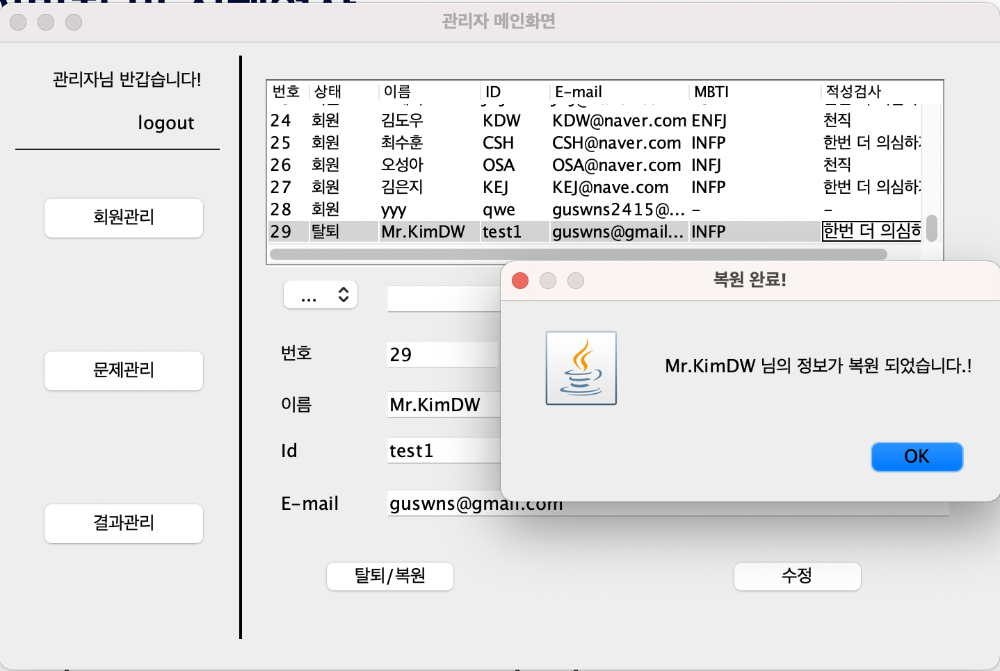 관리자 메인화면
관리자님 반갑습니다!
logout
회원관리
문제관리
결과관리
번호 상태 이름 ID E-mail MBTI 적성검사
24 회원 김도우 KDW KDW@naver.com ENFJ 천직
25 회원 최수훈 CSH CSH@naver.com INFP 한번 더 의심하
26 회원 오성아 OSA OSA@naver.com INFJ 천직
27 회원 김은지 KEJ KEJ@nave.com INFP 한번 더 의심하
28 회원 yyy qwe guswns2415@... - -
29 탈퇴 Mr.KimDW test1 guswns@gmail... INFP 한번 더 의심하
...
번호 29
이름 Mr.KimDW
Id test1
E-mail guswns@gmail.com
탈퇴/복원 수정
복원 완료!
Mr.KimDW 님의 정보가 복원 되었습니다.!
OK